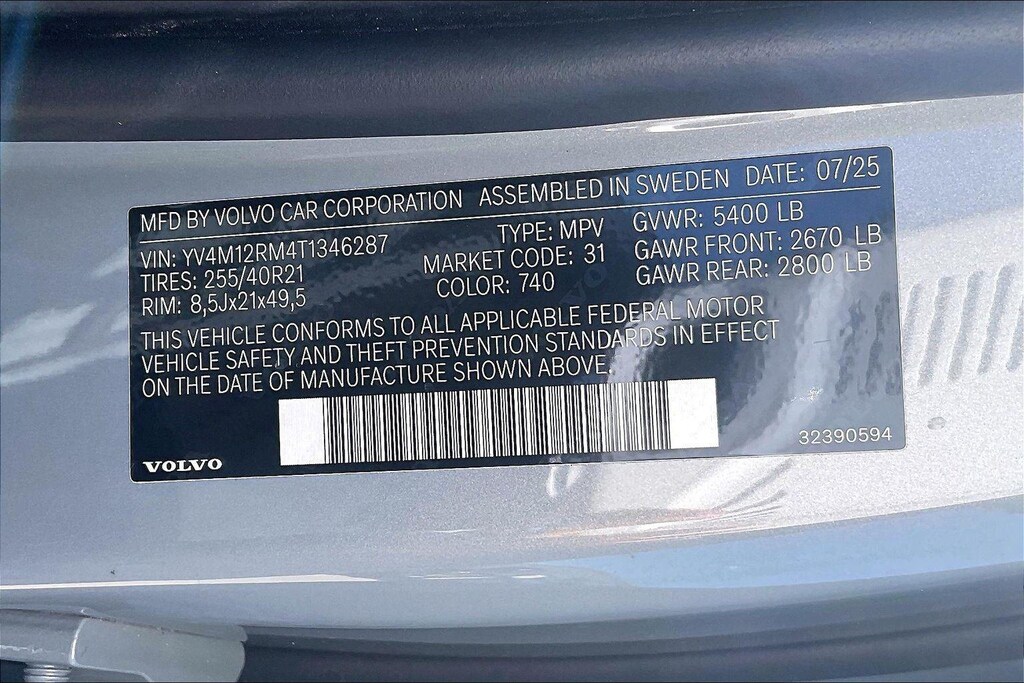 MFD BY VOLVO CAR CORPORATION ASSEMBLED IN SWEDEN DATE: 07/25
VIN: YV4M12RM4T1346287 TYPE: MPV GVWR: 5400 LB
TIRES: 255/40R21 MARKET CODE: 31 GAWR FRONT: 2670 LB
RIM: 8,5Jx21x49,5 COLOR: 740 GAWR REAR: 2800 LB
THIS VEHICLE CONFORMS TO ALL APPLICABLE FEDERAL MOTOR
VEHICLE SAFETY AND THEFT PREVENTION STANDARDS IN EFFECT
ON THE DATE OF MANUFACTURE SHOWN ABOVE.
VOLVO 32390594